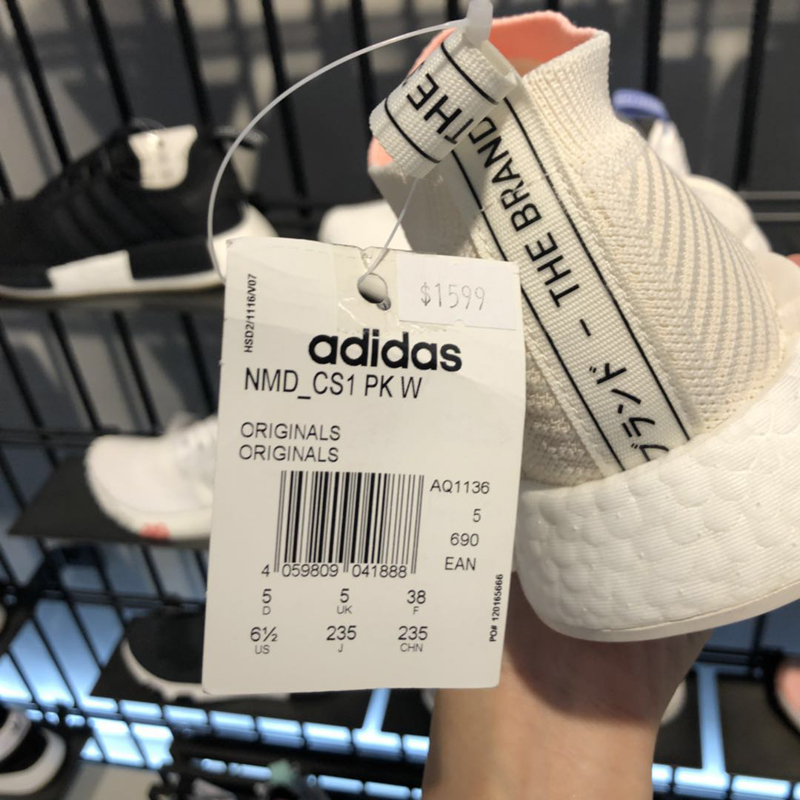 THE
THE BRAND
ブランド - THE BRAND
HSD2/1116/V07
$1599
adidas
NMD_CS1 PK W
ORIGINALS
ORIGINALS
AQ1136
5
690
EAN
4 059809 041888
5 5 38
D UK F
6½ 235 235
US J CHN
PO# 120165666